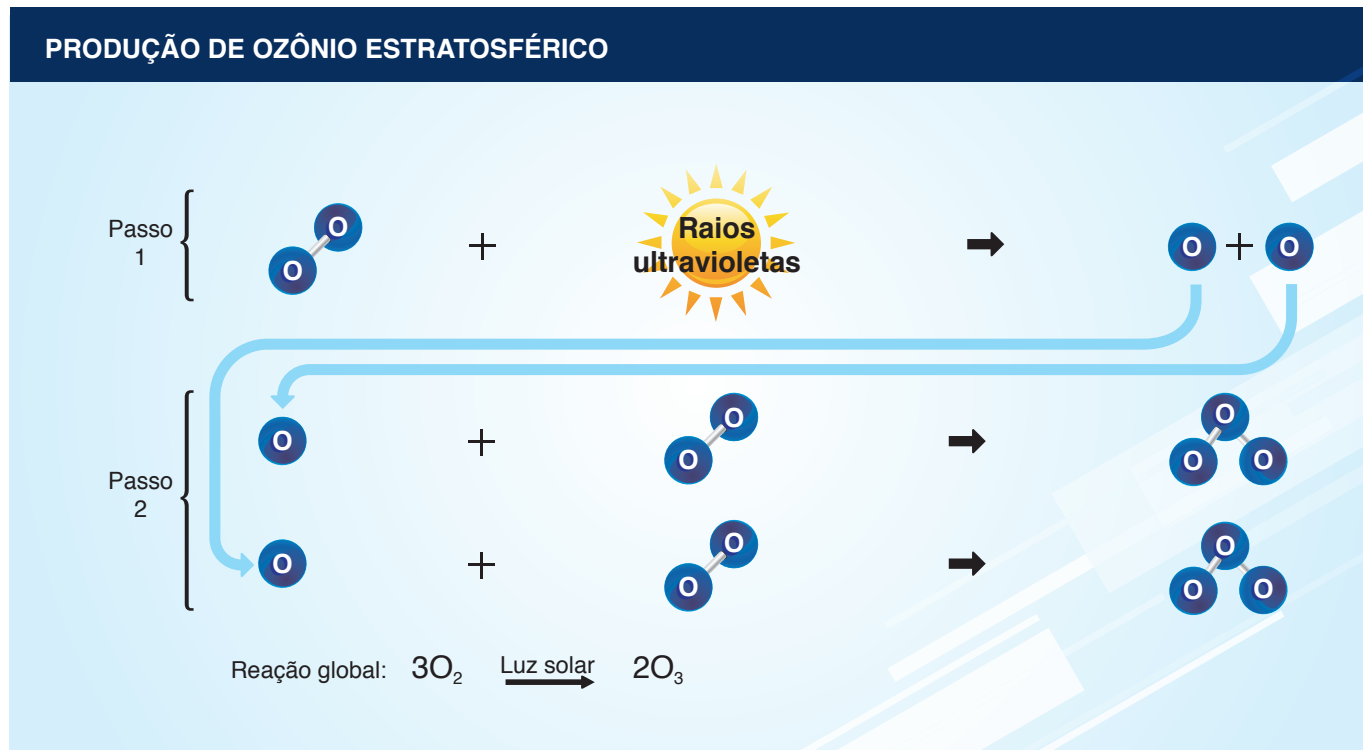 PRODUÇÃO DE OZÔNIO ESTRATOSFÉRICO
Passo
1
O
O
+
Raios
ultravioletas
O + O
Passo
2
O
+
O
O
O
O
O
O
+
O
O
O
O
O
Reação global: 3O₂ Luz solar 2O₃